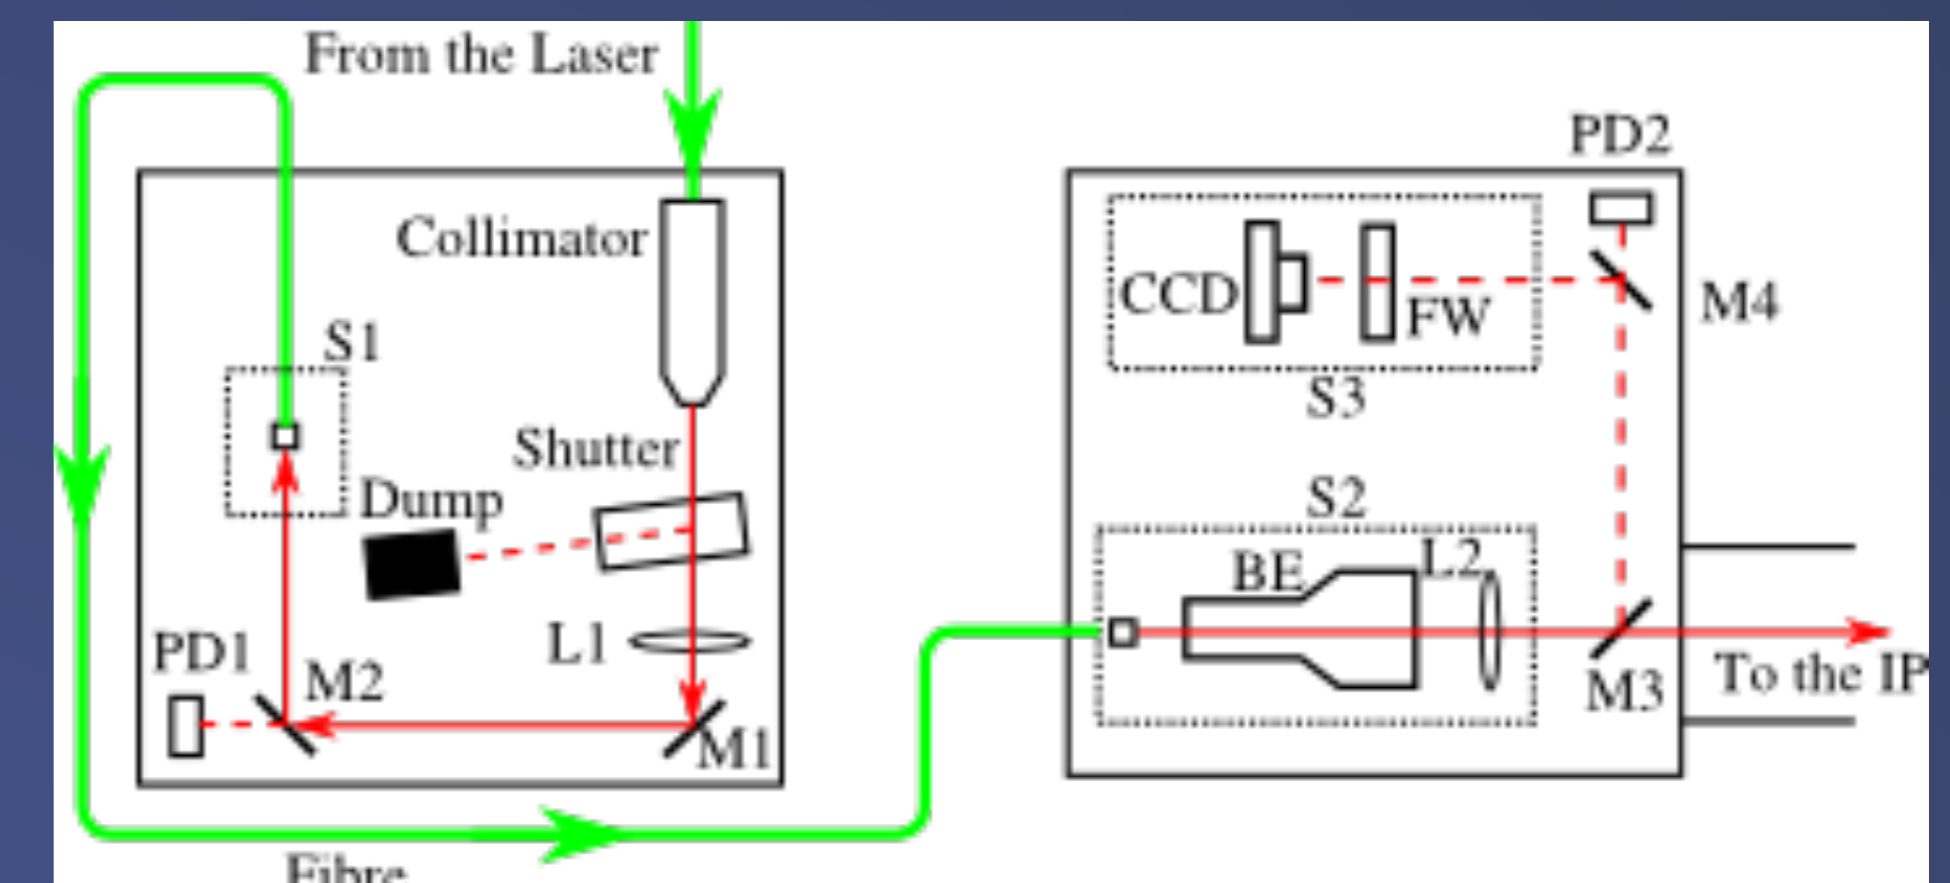 From the Laser
Collimator
S1
Shutter
Dump
L1
PD1
M2
M1
Fibre
PD2
CCD
FW
M4
S3
S2
BE
L2
M3
To the IP